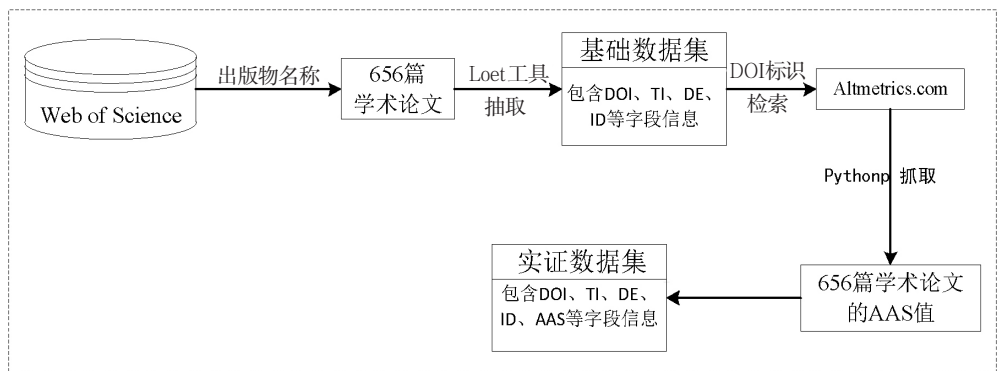 Web of Science
出版物名称
656篇
学术论文
Loet工具
抽取
基础数据集
包含DOI、TI、DE、
ID等字段信息
DOI标识
检索
Altmetrics.com
Pythonp 抓取
656篇学术论文
的AAS值
实证数据集
包含DOI、TI、DE、
ID、AAS等字段信息